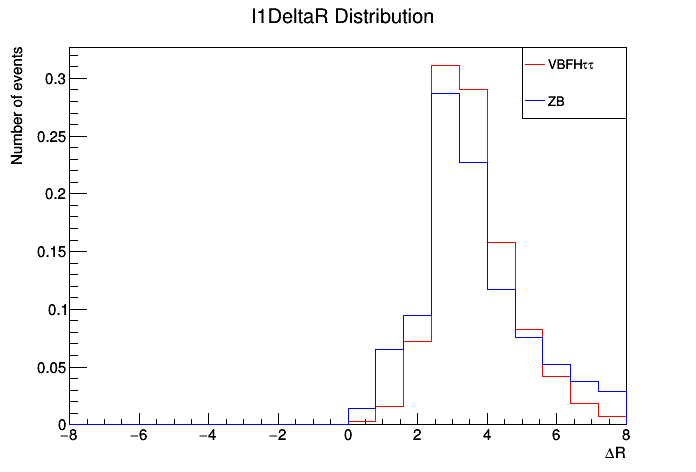 l1DeltaR Distribution
Number of events
VBFHττ
ZB
0.3
0.25
0.2
0.15
0.1
0.05
0
−8 −6 −4 −2 0 2 4 6 8
ΔR